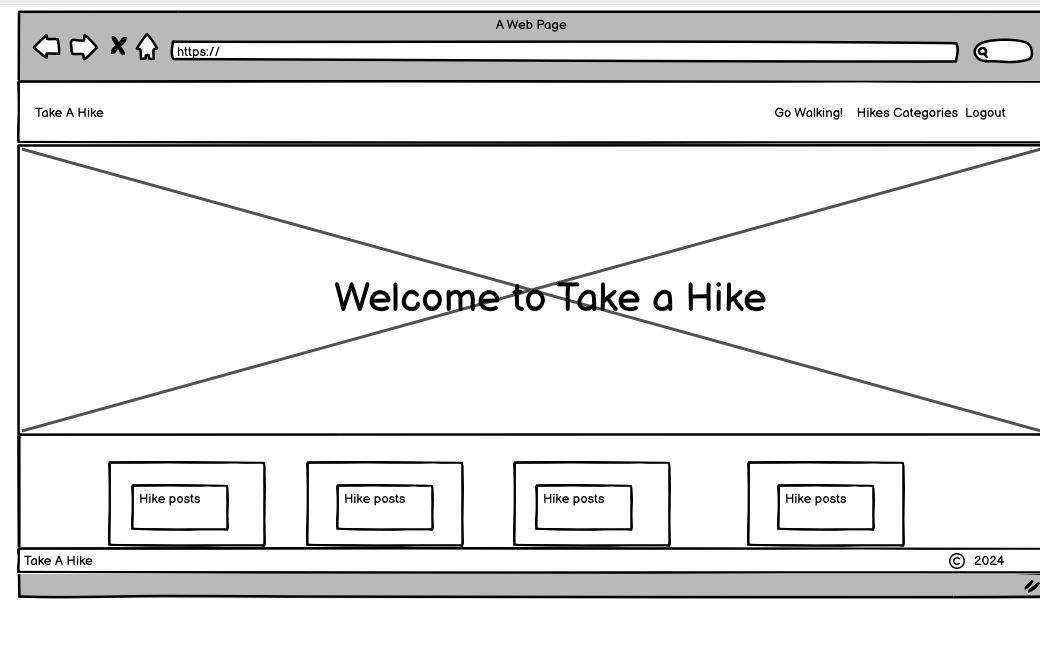 A Web Page
https://
Take A Hike
Go Walking! Hikes Categories Logout
Welcome to Take a Hike
Hike posts
Hike posts
Hike posts
Hike posts
Take A Hike
© 2024